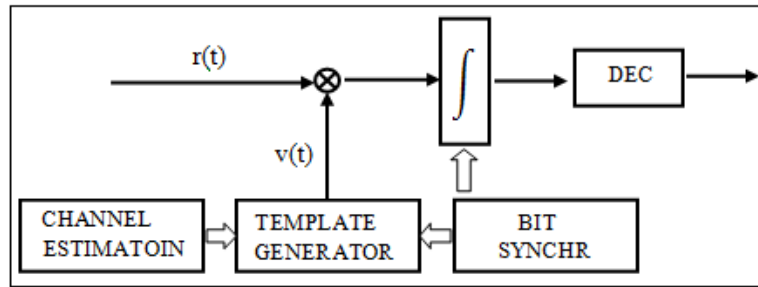 r(t)
∫
DEC
v(t)
CHANNEL
ESTIMATOIN
TEMPLATE
GENERATOR
BIT
SYNCHR